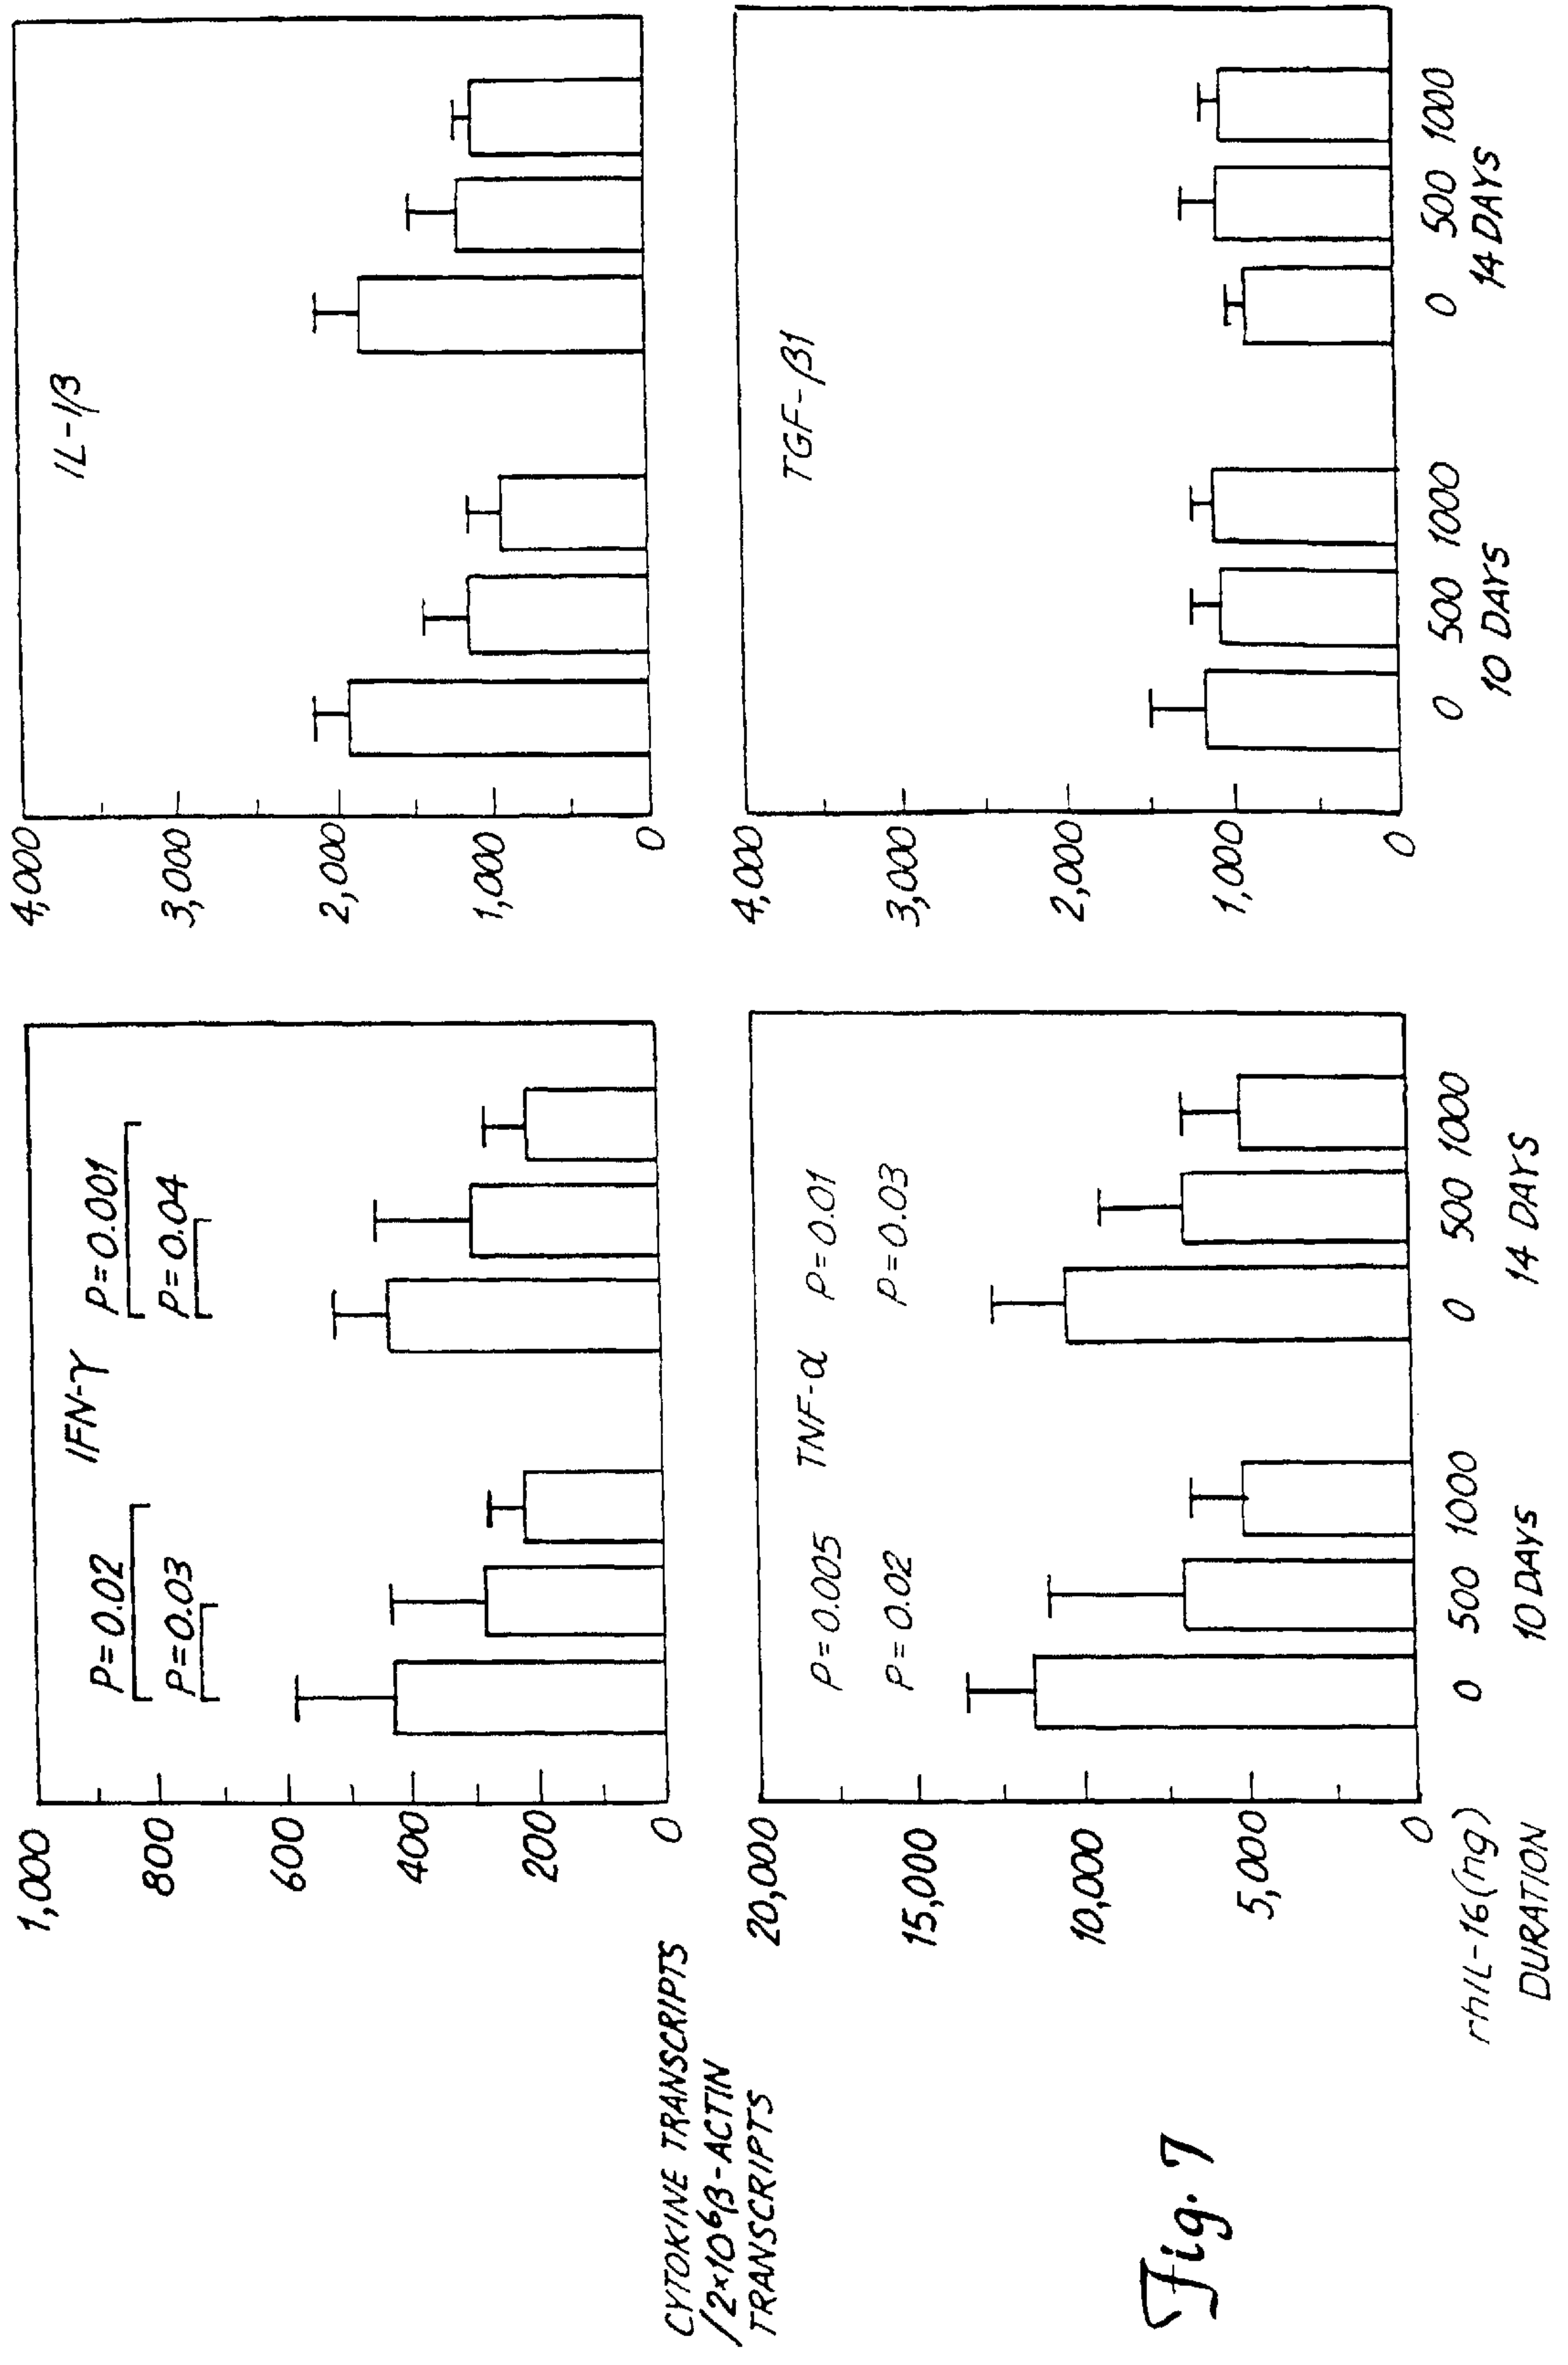 CYTOKINE TRANSCRIPTS
/2×10⁶β-ACTIN
TRANSCRIPTS
1,000
800
600
400
200
0
IFN-γ
P=0.02
P=0.03
P=0.001
P=0.04
4,000
3,000
2,000
1,000
0
IL-1β
20,000
15,000
10,000
5,000
0
P=0.005 TNF-α P=0.01
P=0.02 P=0.03
4,000
3,000
2,000
1,000
0
TGF-β1
rhIL-16(ng) 0 500 1000 0 500 1000 0 500 1000 0 500 1000
DURATION 10 DAYS 14 DAYS 10 DAYS 14 DAYS
Fig. 7